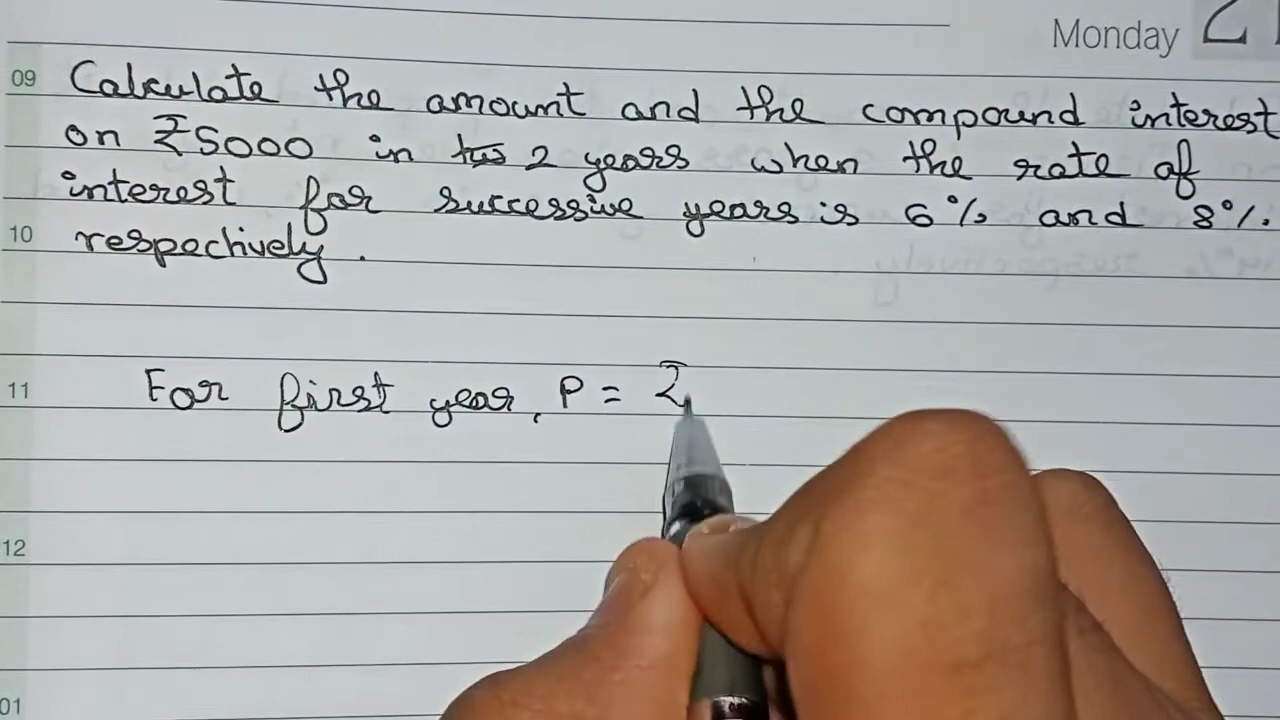 Monday 21
09 Calculate the amount and the compound interest
on ₹5000 in 2 years when the rate of
interest for successive years is 6% and 8%.
10 respectively.
11 For first year, P = ₹
12
01